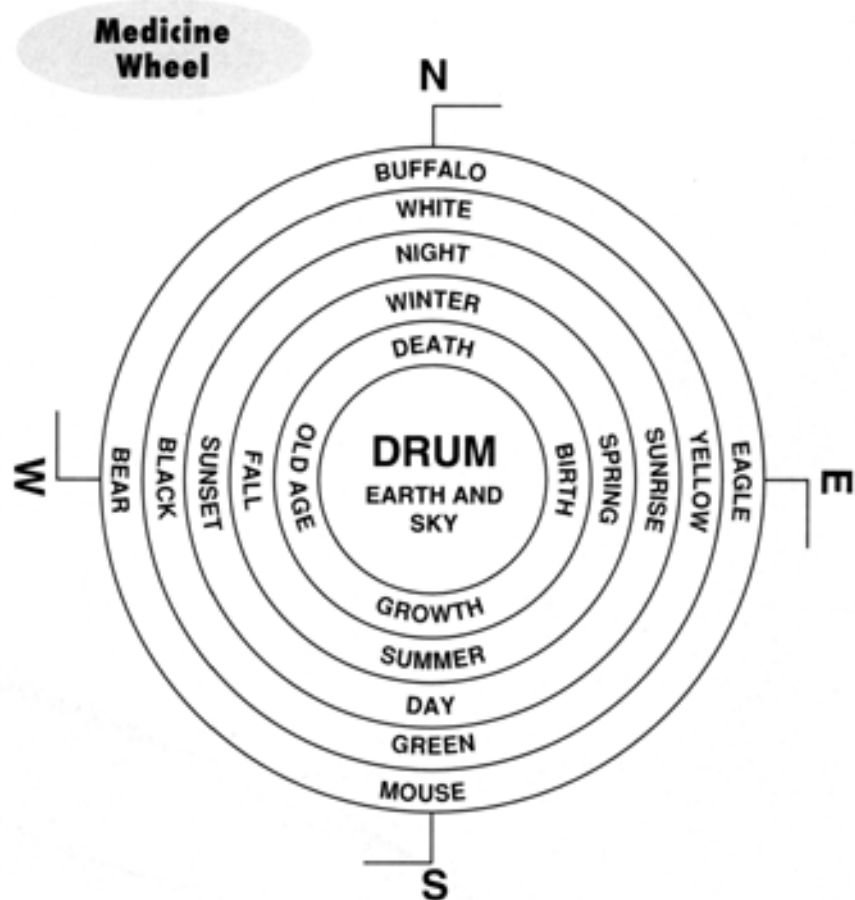 Medicine
Wheel
N
BUFFALO
WHITE
NIGHT
WINTER
DEATH
W
BEAR
BLACK
SUNSET
FALL
OLD AGE
DRUM
EARTH AND
SKY
BIRTH
SPRING
SUNRISE
YELLOW
EAGLE
E
GROWTH
SUMMER
DAY
GREEN
MOUSE
S